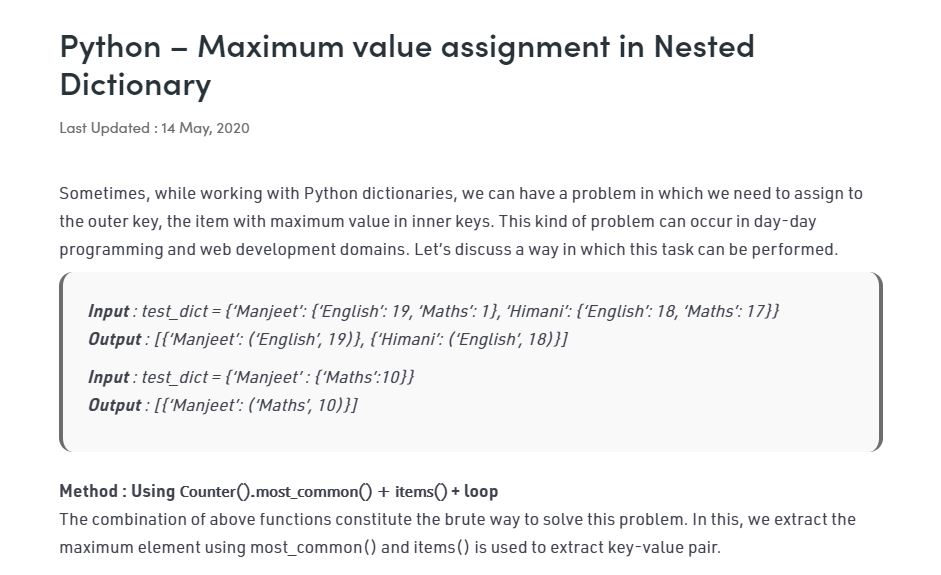 Python – Maximum value assignment in Nested
Dictionary
Last Updated : 14 May, 2020
Sometimes, while working with Python dictionaries, we can have a problem in which we need to assign to
the outer key, the item with maximum value in inner keys. This kind of problem can occur in day-day
programming and web development domains. Let’s discuss a way in which this task can be performed.
Input : test_dict = {‘Manjeet’: {‘English’: 19, ‘Maths’: 1}, ‘Himani’: {‘English’: 18, ‘Maths’: 17}}
Output : [{‘Manjeet’: (‘English’, 19)}, {‘Himani’: (‘English’, 18)}]
Input : test_dict = {‘Manjeet’ : {‘Maths’:10}}
Output : [{‘Manjeet’: (‘Maths’, 10)}]
Method : Using Counter().most_common() + items() + loop
The combination of above functions constitute the brute way to solve this problem. In this, we extract the
maximum element using most_common() and items() is used to extract key-value pair.